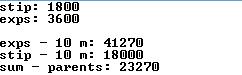 stip: 1800
exps: 3600
exps - 10 m: 41270
stip - 10 m: 18000
sum - parents: 23270